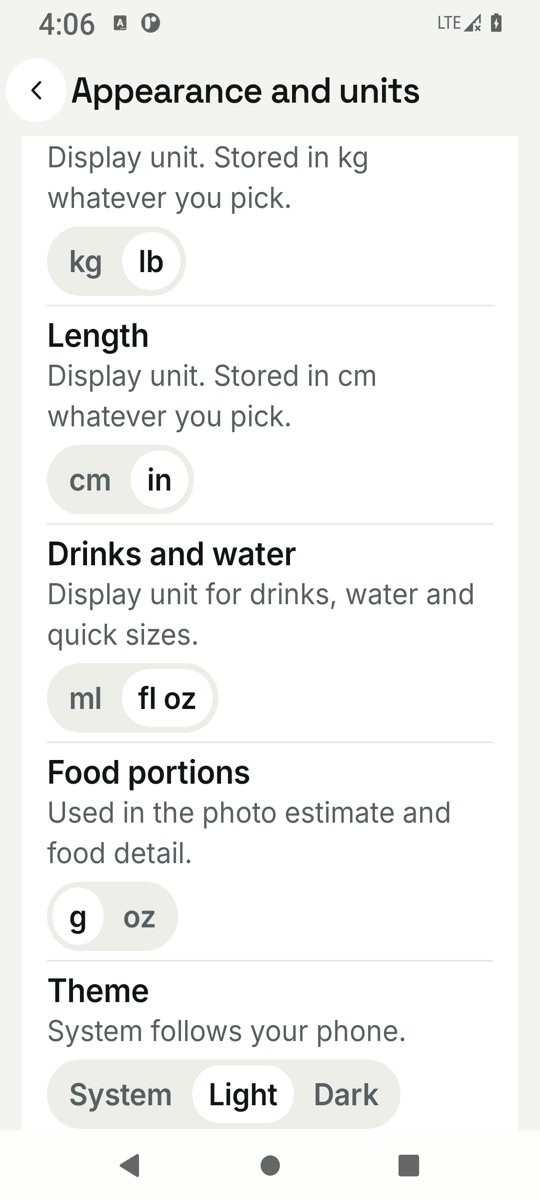 4:06
LTE
Appearance and units
Display unit. Stored in kg
whatever you pick.
kg lb
Length
Display unit. Stored in cm
whatever you pick.
cm in
Drinks and water
Display unit for drinks, water and
quick sizes.
ml fl oz
Food portions
Used in the photo estimate and
food detail.
g oz
Theme
System follows your phone.
System Light Dark